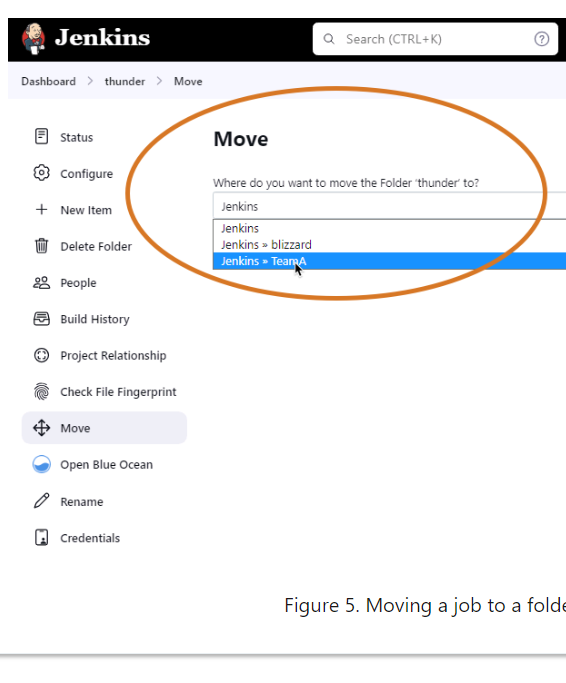 Jenkins
Search (CTRL+K)
Dashboard > thunder > Move
Status
Configure
New Item
Delete Folder
People
Build History
Project Relationship
Check File Fingerprint
Move
Open Blue Ocean
Rename
Credentials
Move
Where do you want to move the Folder 'thunder' to?
Jenkins
Jenkins
Jenkins » blizzard
Jenkins » TeamA
Figure 5. Moving a job to a folde